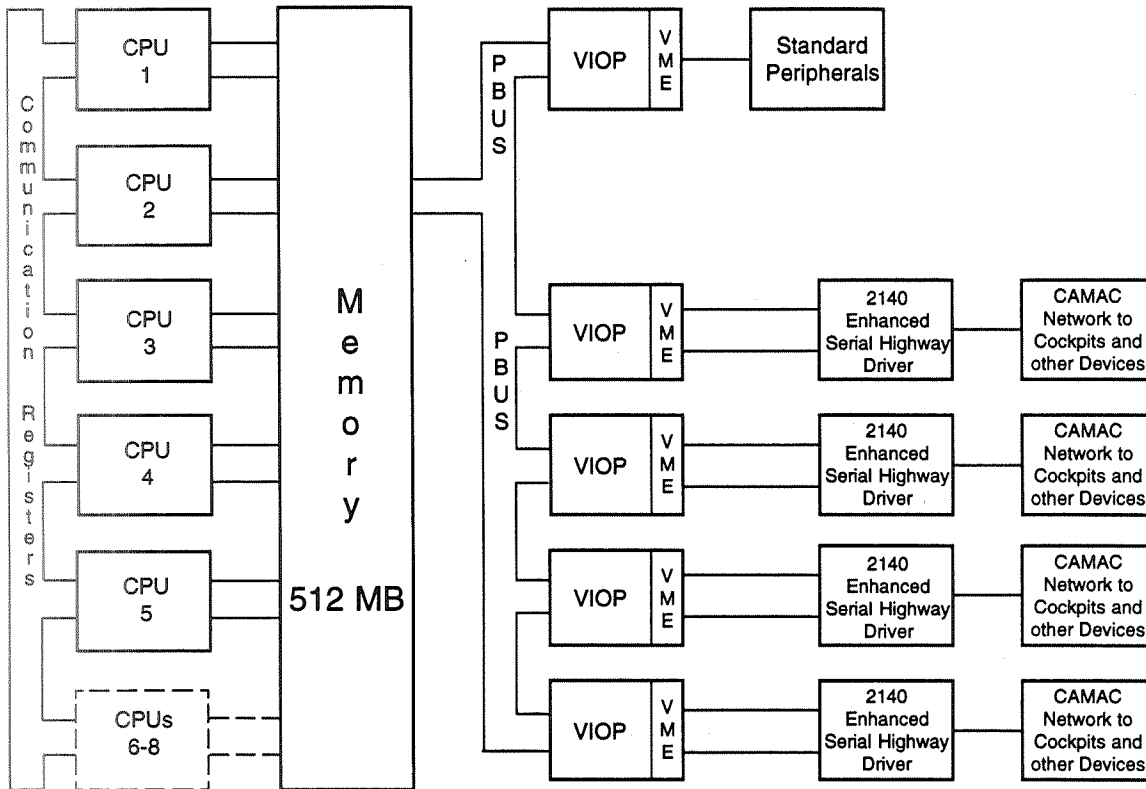 Communication Registers
CPU
1
CPU
2
CPU
3
CPU
4
CPU
5
CPUs
6-8
Memory
512 MB
PBUS
PBUS
VIOP
VME
Standard
Peripherals
VIOP
VME
2140
Enhanced
Serial Highway
Driver
CAMAC
Network to
Cockpits and
other Devices
VIOP
VME
2140
Enhanced
Serial Highway
Driver
CAMAC
Network to
Cockpits and
other Devices
VIOP
VME
2140
Enhanced
Serial Highway
Driver
CAMAC
Network to
Cockpits and
other Devices
VIOP
VME
2140
Enhanced
Serial Highway
Driver
CAMAC
Network to
Cockpits and
other Devices